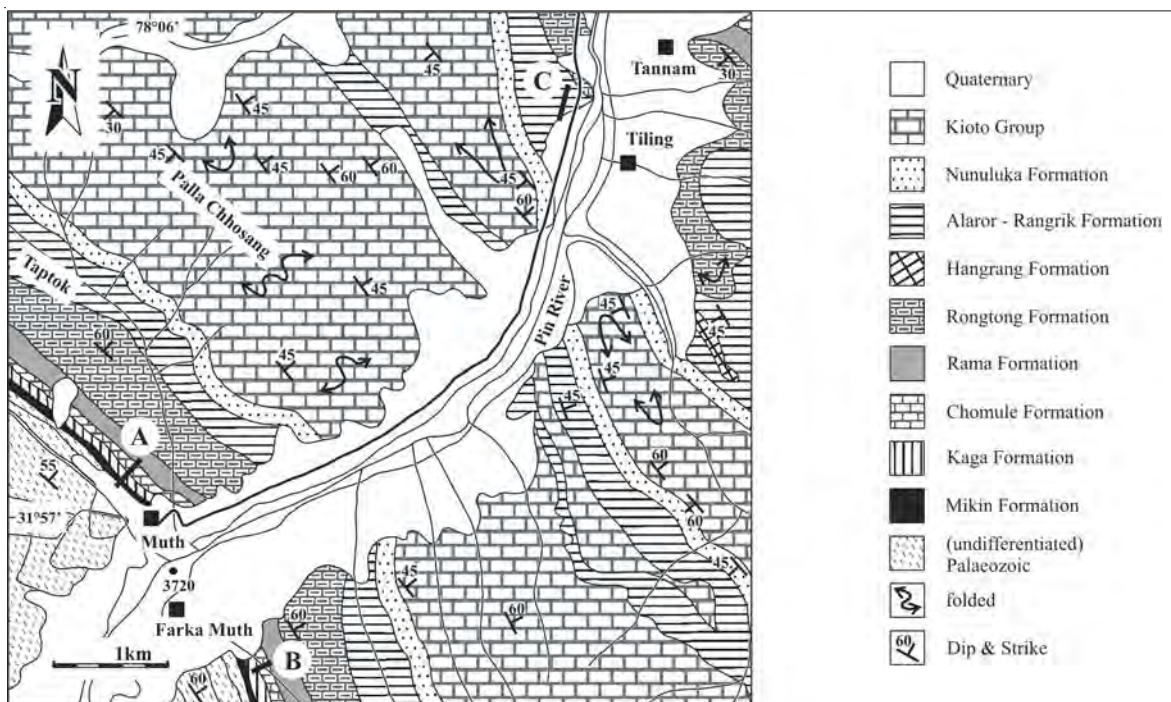 78°06'
N
45
C
Tannam
30
45
30
Tiling
45
45
60
60
45
60
Palla Chhosang
Taptok
45
45
60
Pin River
45
45
45
45
A
55
60
31°57'
60
Muth
45
3720
45
60
60
Farka Muth
1km
B
60
Quaternary
Kioto Group
Nunuluka Formation
Alaror - Rangrik Formation
Hangrang Formation
Rongtong Formation
Rama Formation
Chomule Formation
Kaga Formation
Mikin Formation
(undifferentiated)
Palaeozoic
folded
60
Dip & Strike